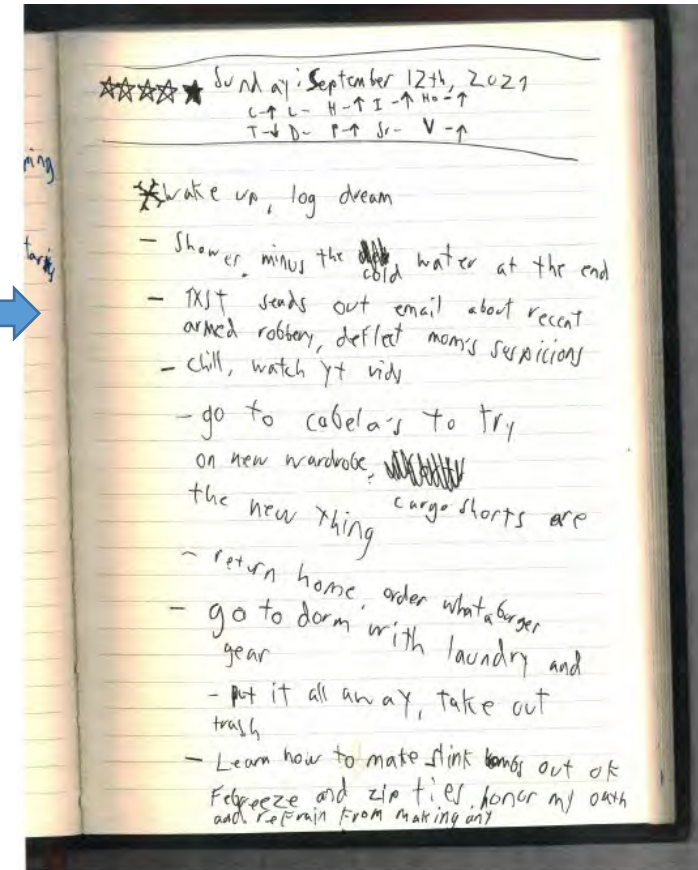 Sunday: September 12th, 2021
C-↑ L- H-↑ I-↑ Ho-↑
T-↓ D- P-↑ Sr- V-↑
ning
wake up, log dream
- Shower, minus the cold water at the end
- TXST sends out email about recent
armed robbery, deflect mom's suspicions
- Chill, watch yt vids
- go to cabela's to try
on new wardrobe,
the new thing cargo shorts are
- return home, order whataburger
- go to dorm with laundry and
gear
- put it all away, take out
trash
- Learn how to make stink bombs out of
Febreeze and zip ties, honor my oath
and refrain from making any